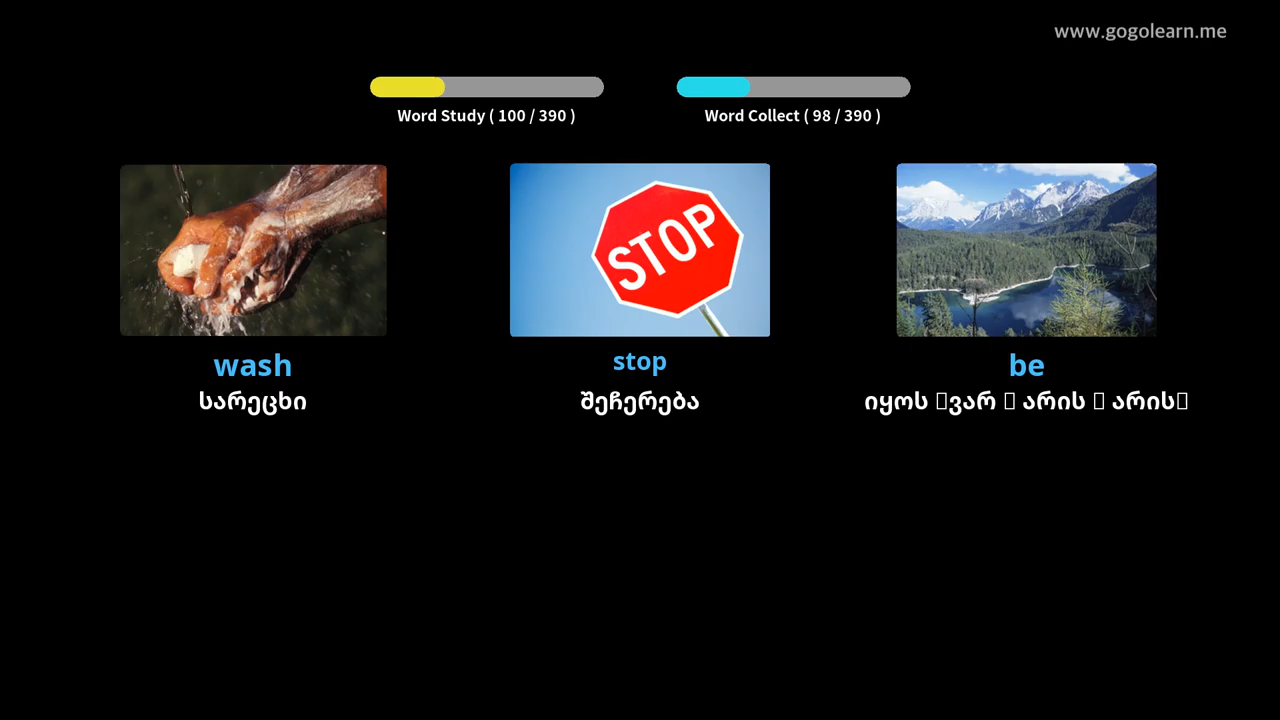 www.gogolearn.me
Word Study ( 100 / 390 )
Word Collect ( 98 / 390 )
STOP
wash
stop
be
სარეცხი
შეჩერება
იყოს ▯ვარ ▯ არის ▯ არის▯